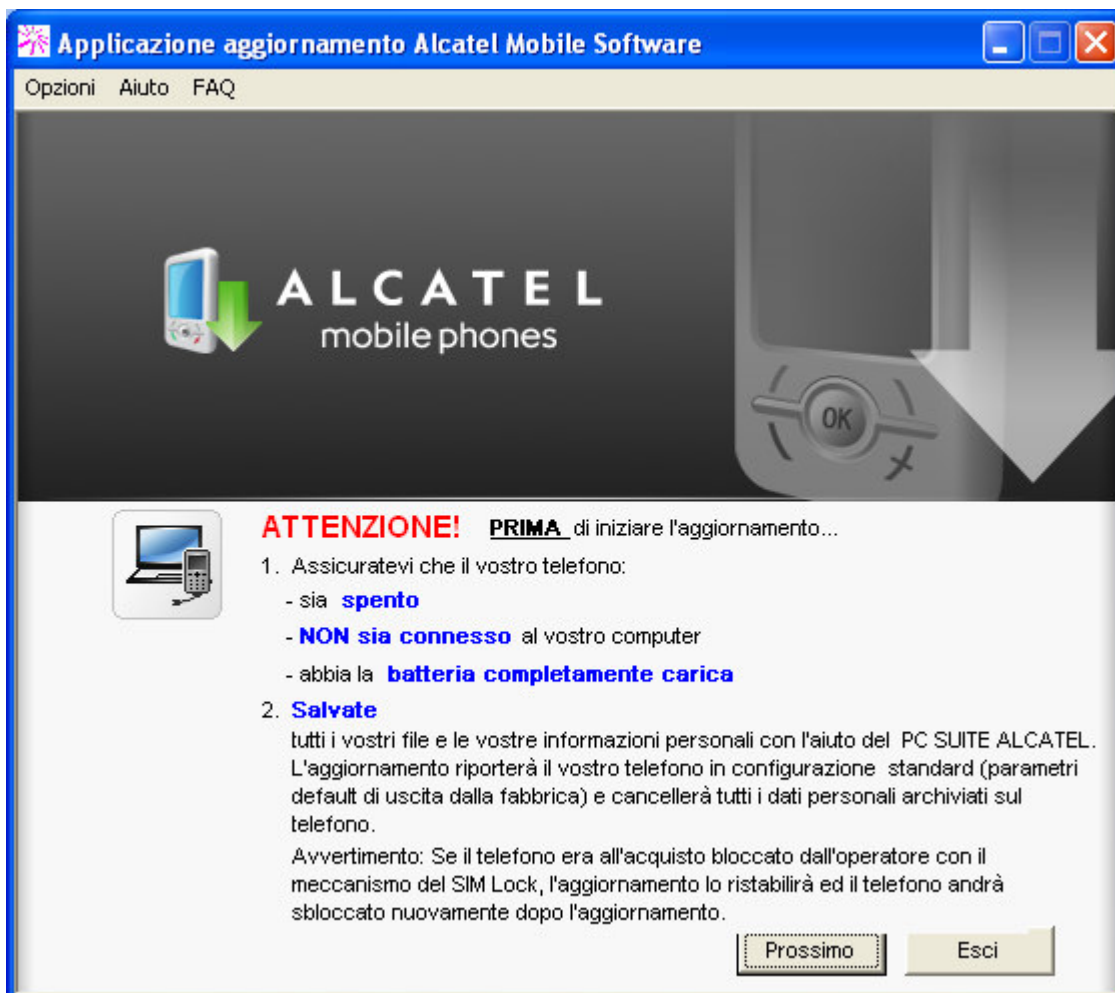 Applicazione aggiornamento Alcatel Mobile Software
Opzioni Aiuto FAQ
ALCATEL
mobile phones
OK
ATTENZIONE! PRIMA di iniziare l'aggiornamento...
1. Assicuratevi che il vostro telefono:
- sia spento
- NON sia connesso al vostro computer
- abbia la batteria completamente carica
2. Salvate
tutti i vostri file e le vostre informazioni personali con l'aiuto del PC SUITE ALCATEL.
L'aggiornamento riporterà il vostro telefono in configurazione standard (parametri
default di uscita dalla fabbrica) e cancellerà tutti i dati personali archiviati sul
telefono.
Avvertimento: Se il telefono era all'acquisto bloccato dall'operatore con il
meccanismo del SIM Lock, l'aggiornamento lo ristabilirà ed il telefono andrà
sbloccato nuovamente dopo l'aggiornamento.
Prossimo Esci